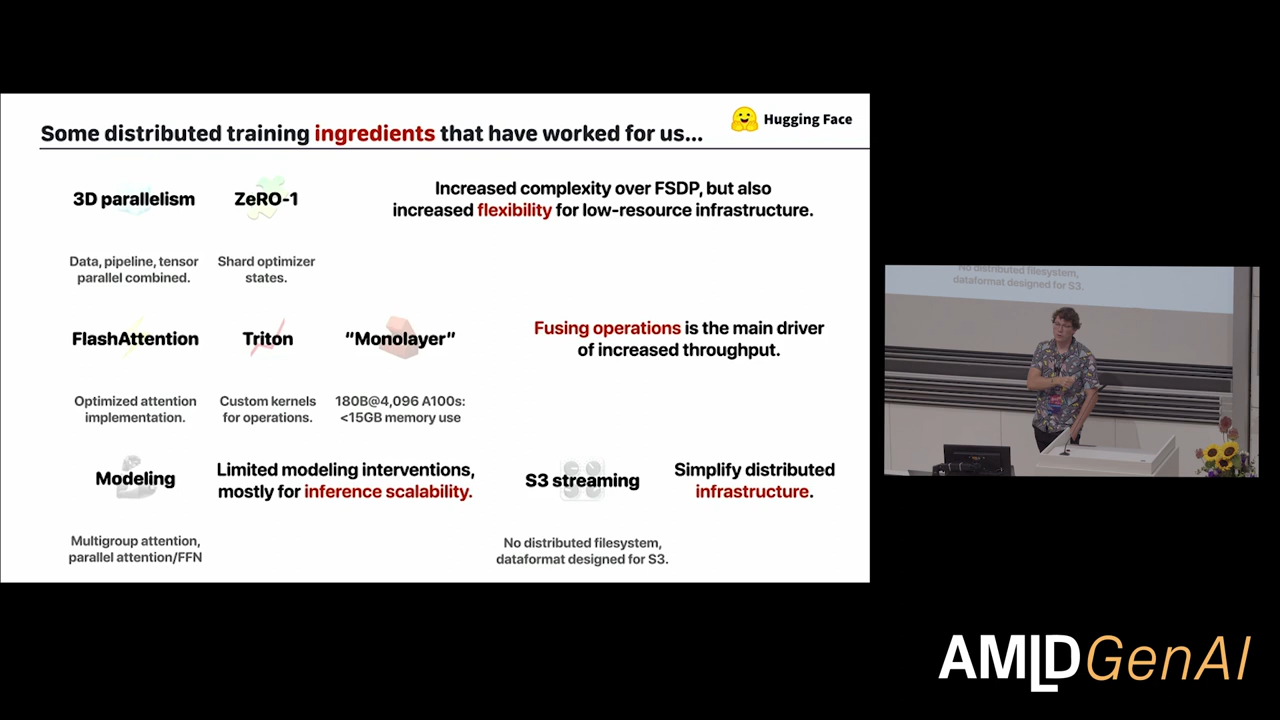 Some distributed training ingredients that have worked for us...
Hugging Face
3D parallelism
ZeRO-1
Increased complexity over FSDP, but also
increased flexibility for low-resource infrastructure.
Data, pipeline, tensor
parallel combined.
Shard optimizer
states.
FlashAttention
Triton
“Monolayer”
Fusing operations is the main driver
of increased throughput.
Optimized attention
implementation.
Custom kernels
for operations.
180B@4,096 A100s:
<15GB memory use
Modeling
Limited modeling interventions,
mostly for inference scalability.
S3 streaming
Simplify distributed
infrastructure.
Multigroup attention,
parallel attention/FFN
No distributed filesystem,
dataformat designed for S3.
No distributed filesystem,
dataformat designed for S3.
AMLD GenAI